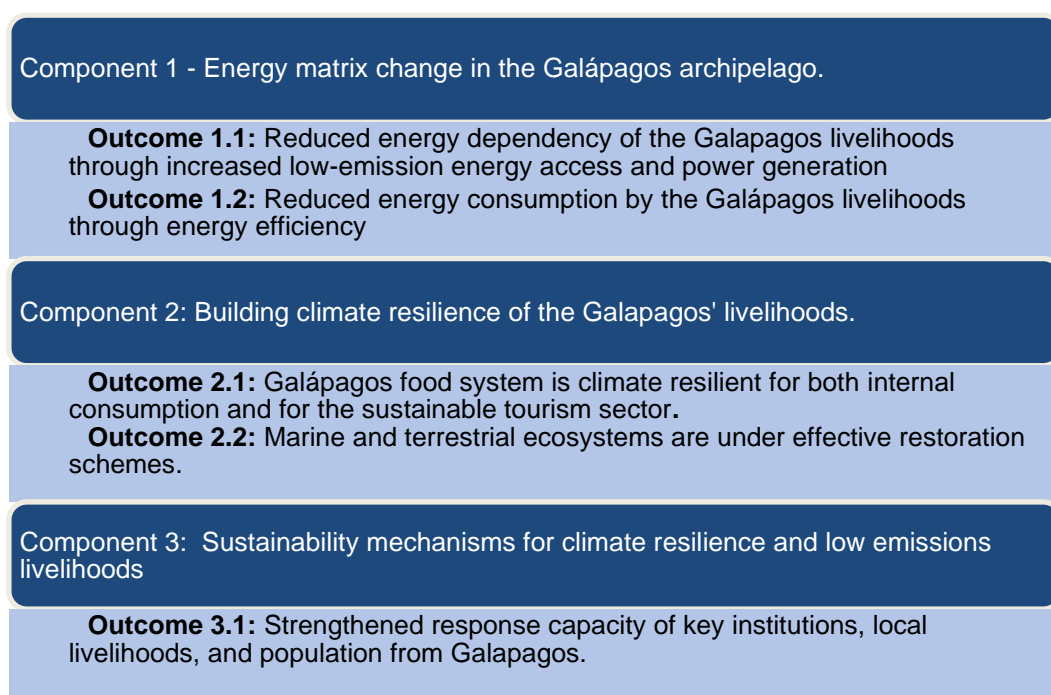 Component 1 - Energy matrix change in the Galápagos archipelago.
Outcome 1.1: Reduced energy dependency of the Galapagos livelihoods
through increased low-emission energy access and power generation
Outcome 1.2: Reduced energy consumption by the Galápagos livelihoods
through energy efficiency
Component 2: Building climate resilience of the Galapagos' livelihoods.
Outcome 2.1: Galápagos food system is climate resilient for both internal
consumption and for the sustainable tourism sector.
Outcome 2.2: Marine and terrestrial ecosystems are under effective restoration
schemes.
Component 3:  Sustainability mechanisms for climate resilience and low emissions
livelihoods
Outcome 3.1: Strengthened response capacity of key institutions, local
livelihoods, and population from Galapagos.